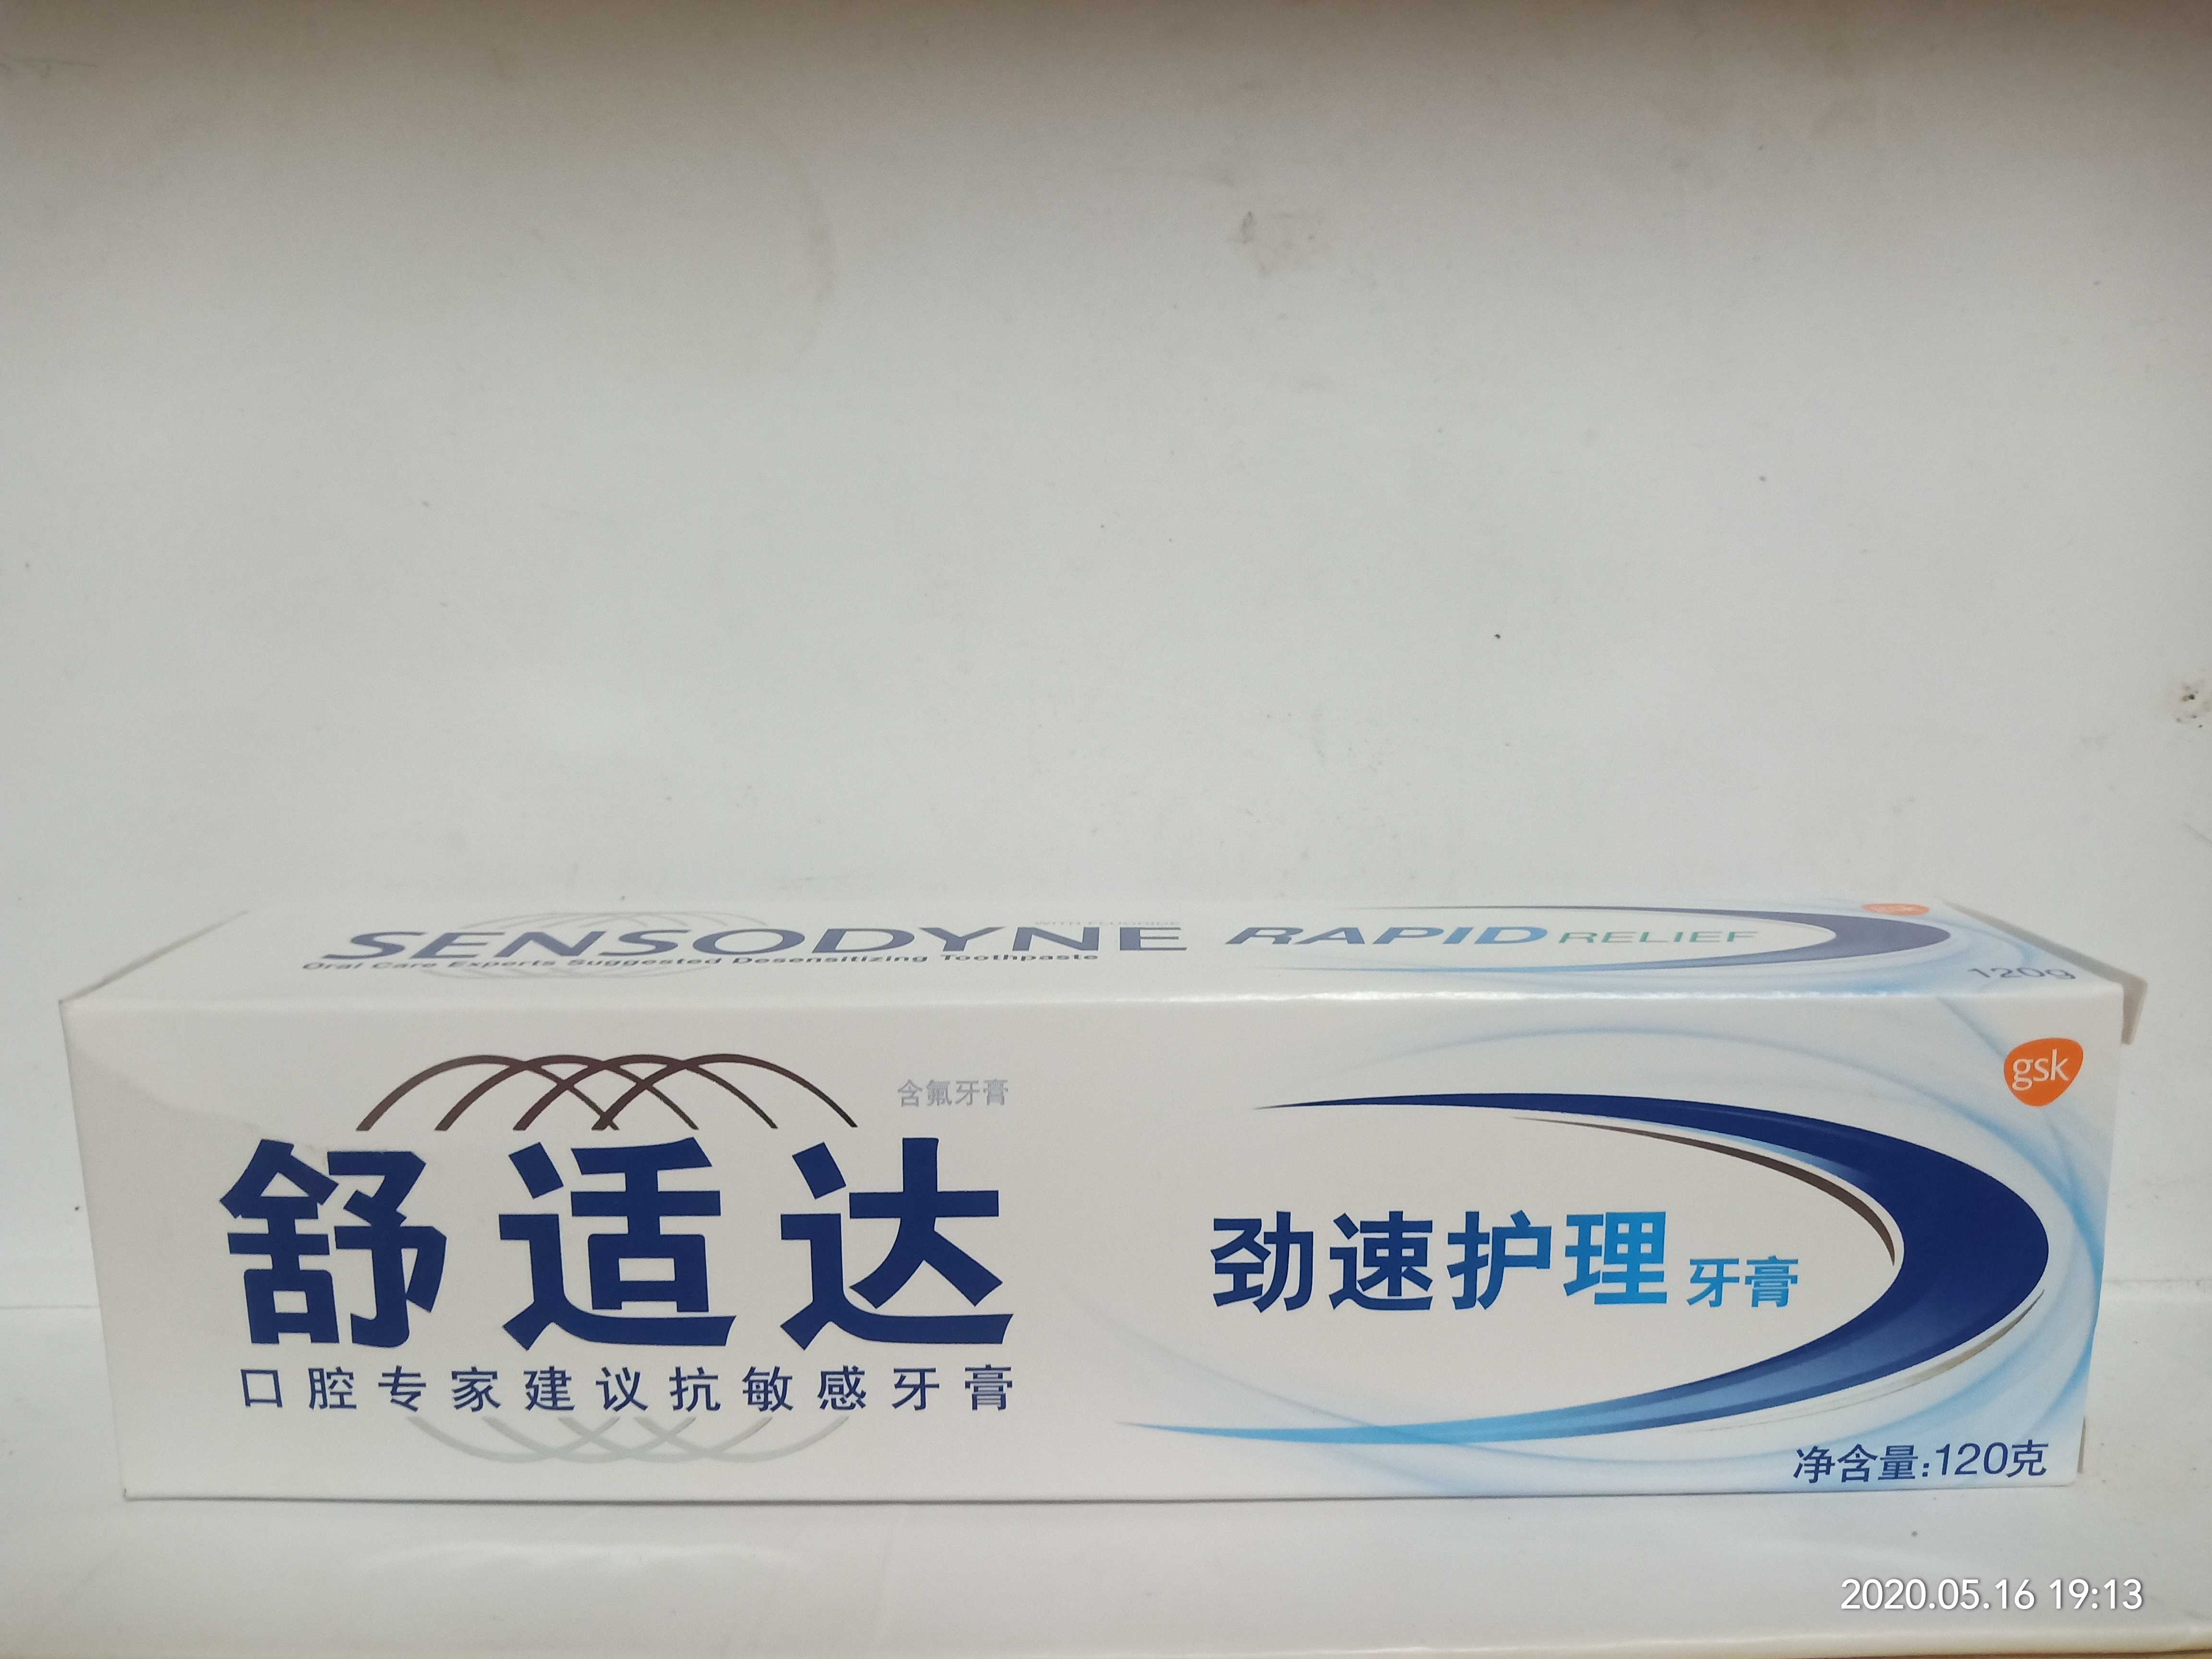 WITH FLUORIDE
SENSODYNE RAPID RELIEF
Oral Care Experts Suggested Desensitizing Toothpaste
120g
gsk
含氟牙膏
舒适达
劲速护理牙膏
口腔专家建议抗敏感牙膏
净含量:120克
2020.05.16 19:13